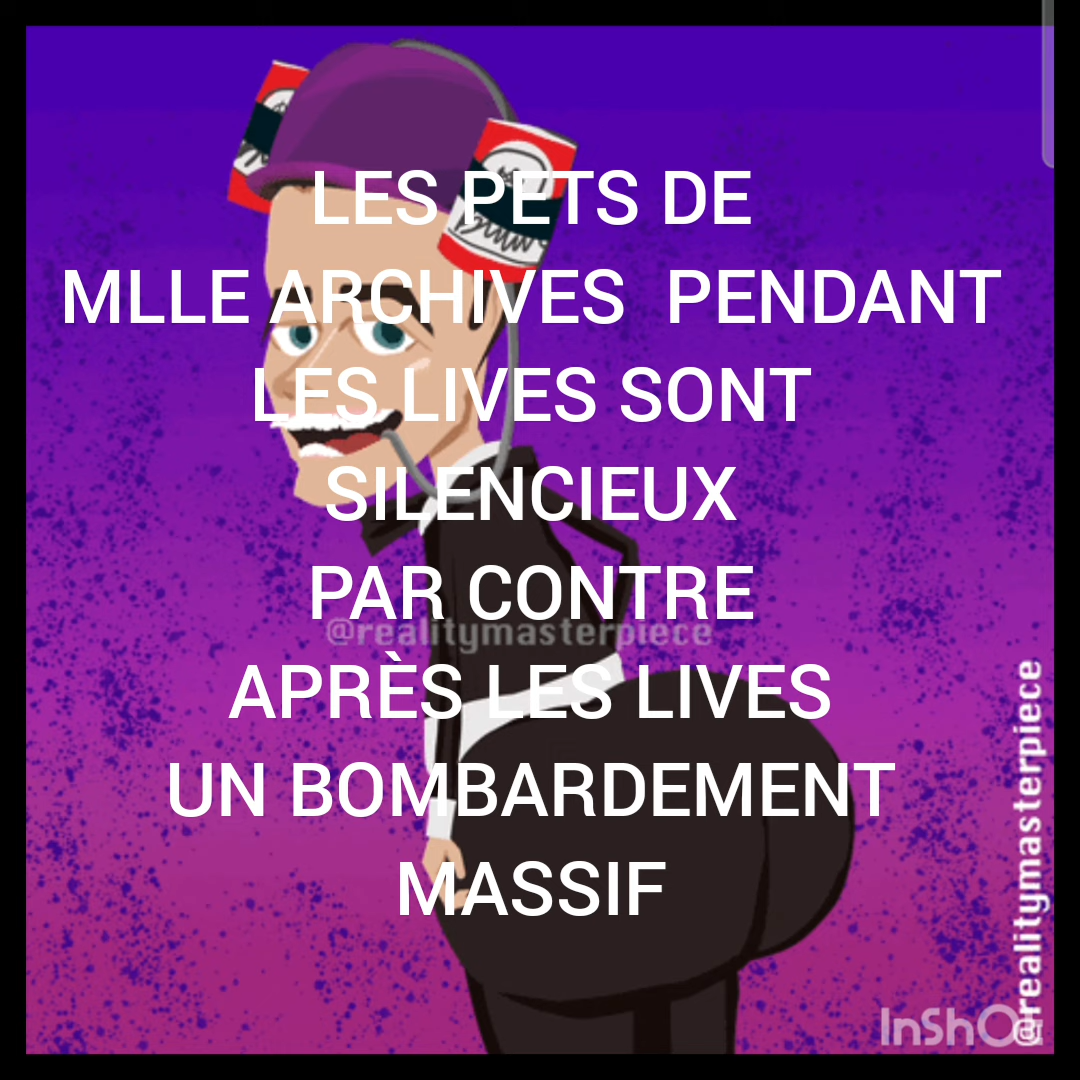 LES PETS DE
MLLE ARCHIVES PENDANT
LES LIVES SONT
SILENCIEUX
PAR CONTRE
@realitymasterpiece
APRÈS LES LIVES
UN BOMBARDEMENT
MASSIF
@realitymasterpiece